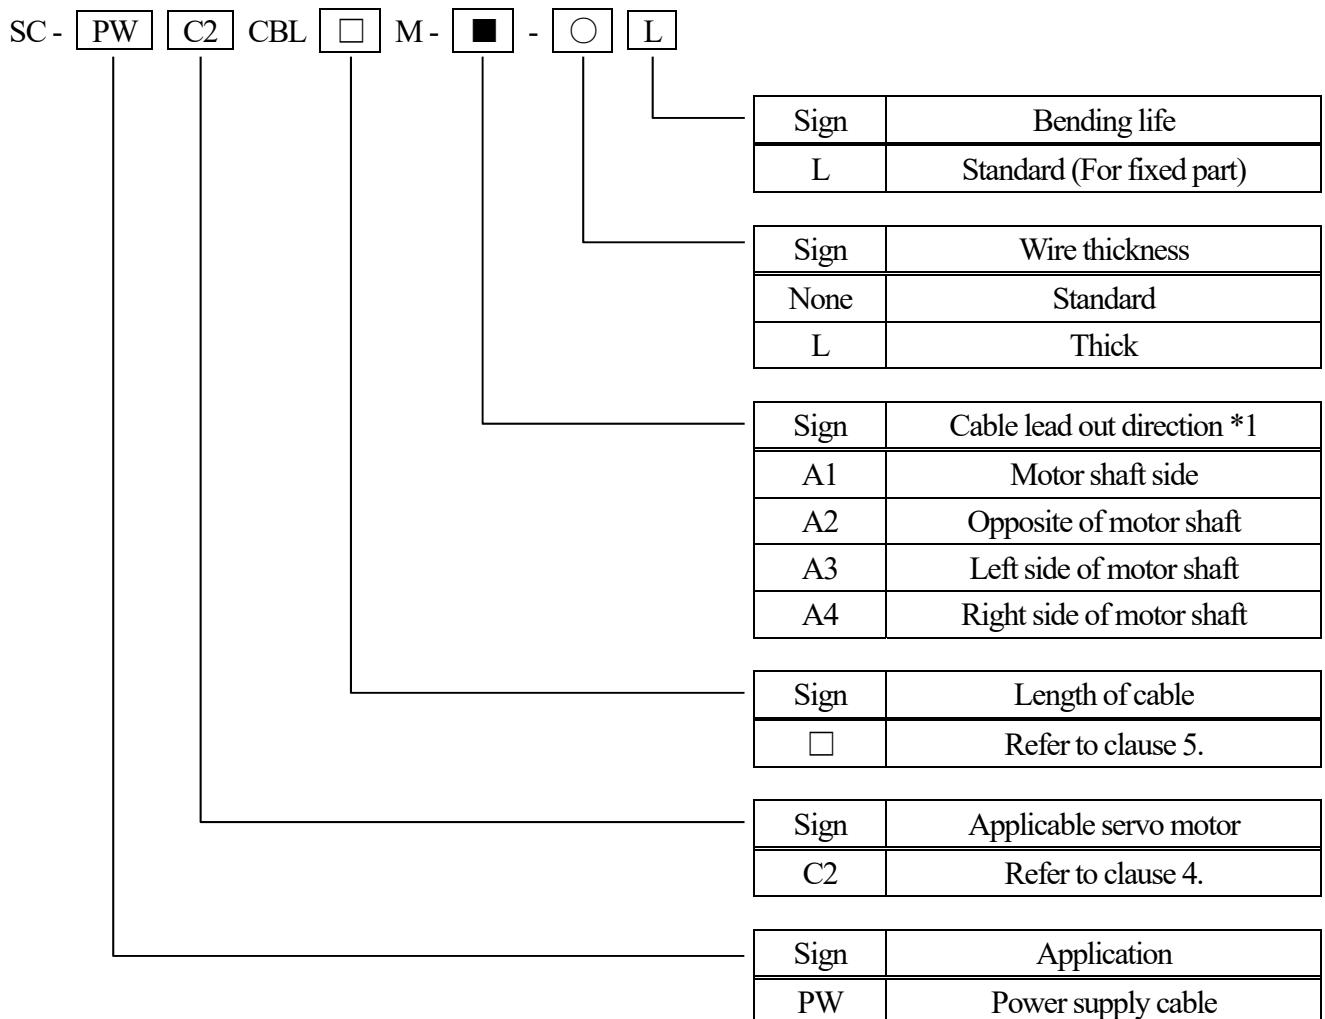 SC - PW C2 CBL □ M - ■ - ○ L
Sign Bending life
L Standard (For fixed part)
Sign Wire thickness
None Standard
L Thick
Sign Cable lead out direction *1
A1 Motor shaft side
A2 Opposite of motor shaft
A3 Left side of motor shaft
A4 Right side of motor shaft
Sign Length of cable
□ Refer to clause 5.
Sign Applicable servo motor
C2 Refer to clause 4.
Sign Application
PW Power supply cable